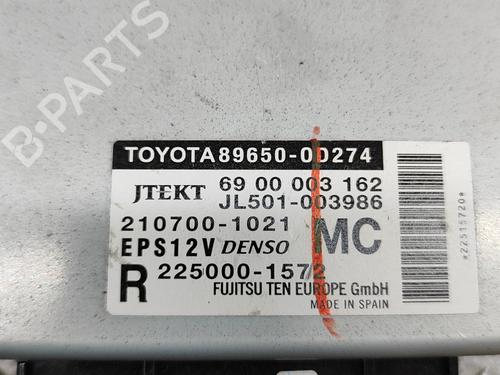 TOYOTA 89650-0D274
JTEKT 69 00 003 162
JL501-003986
210700-1021 MC
EPS12V DENSO
R 225000-1572
FUJITSU TEN EUROPE GmbH
MADE IN SPAIN
*22515720*
B-PARTS